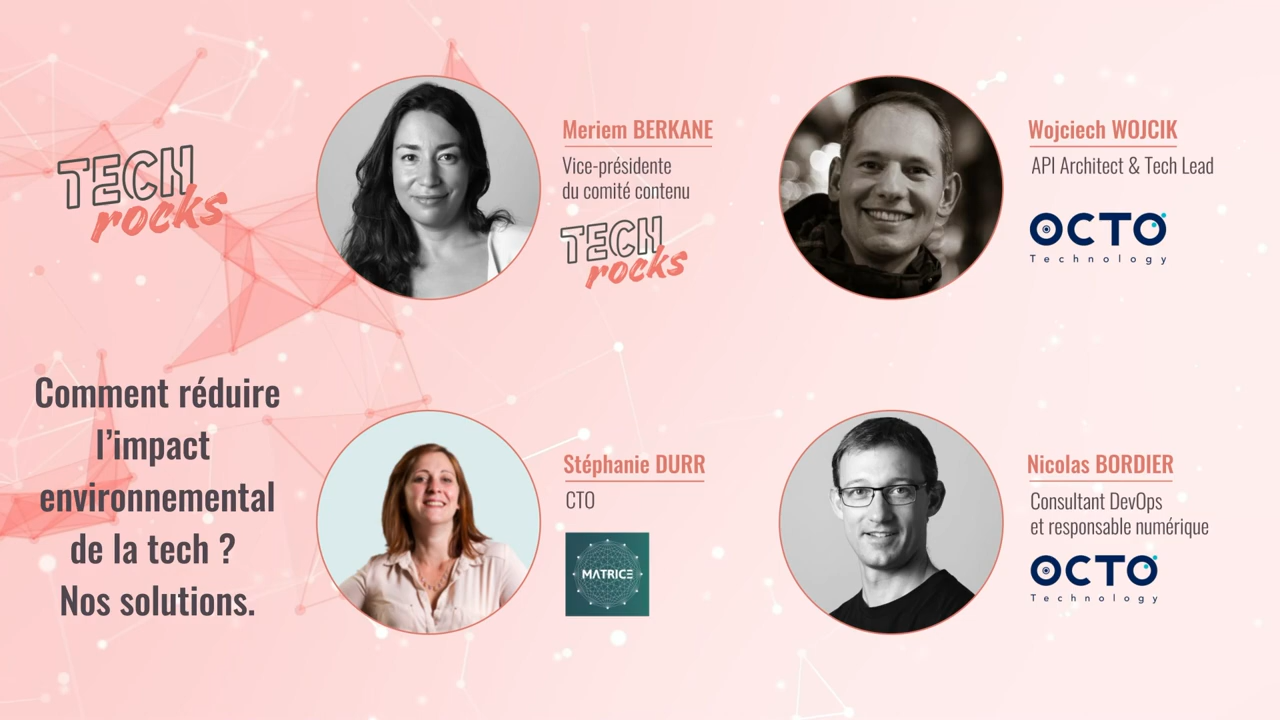 TECH
rocks
Comment réduire
l’impact
environnemental
de la tech ?
Nos solutions.
Meriem BERKANE
Vice-présidente
du comité contenu
TECH
rocks
Wojciech WOJCIK
API Architect & Tech Lead
OCTO
Technology
Stéphanie DURR
CTO
MATRICE
Nicolas BORDIER
Consultant DevOps
et responsable numérique
OCTO
Technology